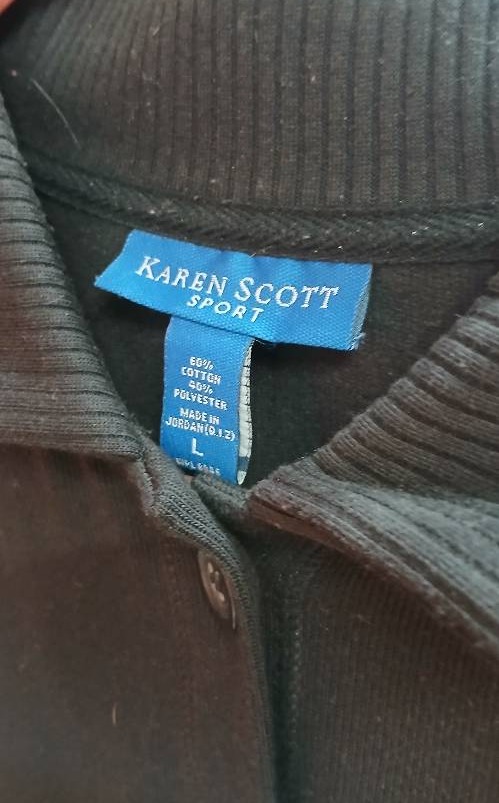 KAREN SCOTT
SPORT
60%
COTTON
40%
POLYESTER
MADE IN
JORDAN(Q.I.Z)
L